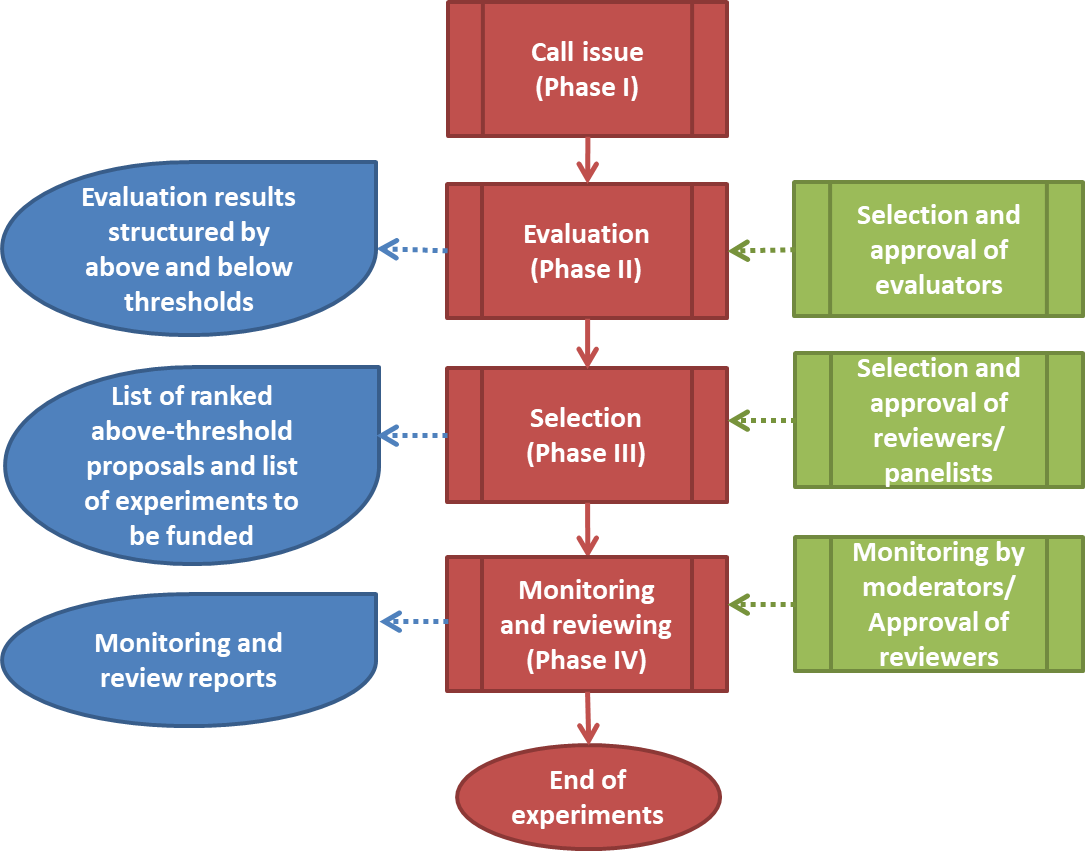 Call issue
(Phase I)
Evaluation results
structured by
above and below
thresholds
Evaluation
(Phase II)
Selection and
approval of
evaluators
List of ranked
above-threshold
proposals and list
of experiments to
be funded
Selection
(Phase III)
Selection and
approval of
reviewers/
panelists
Monitoring and
review reports
Monitoring
and reviewing
(Phase IV)
Monitoring by
moderators/
Approval of
reviewers
End of
experiments